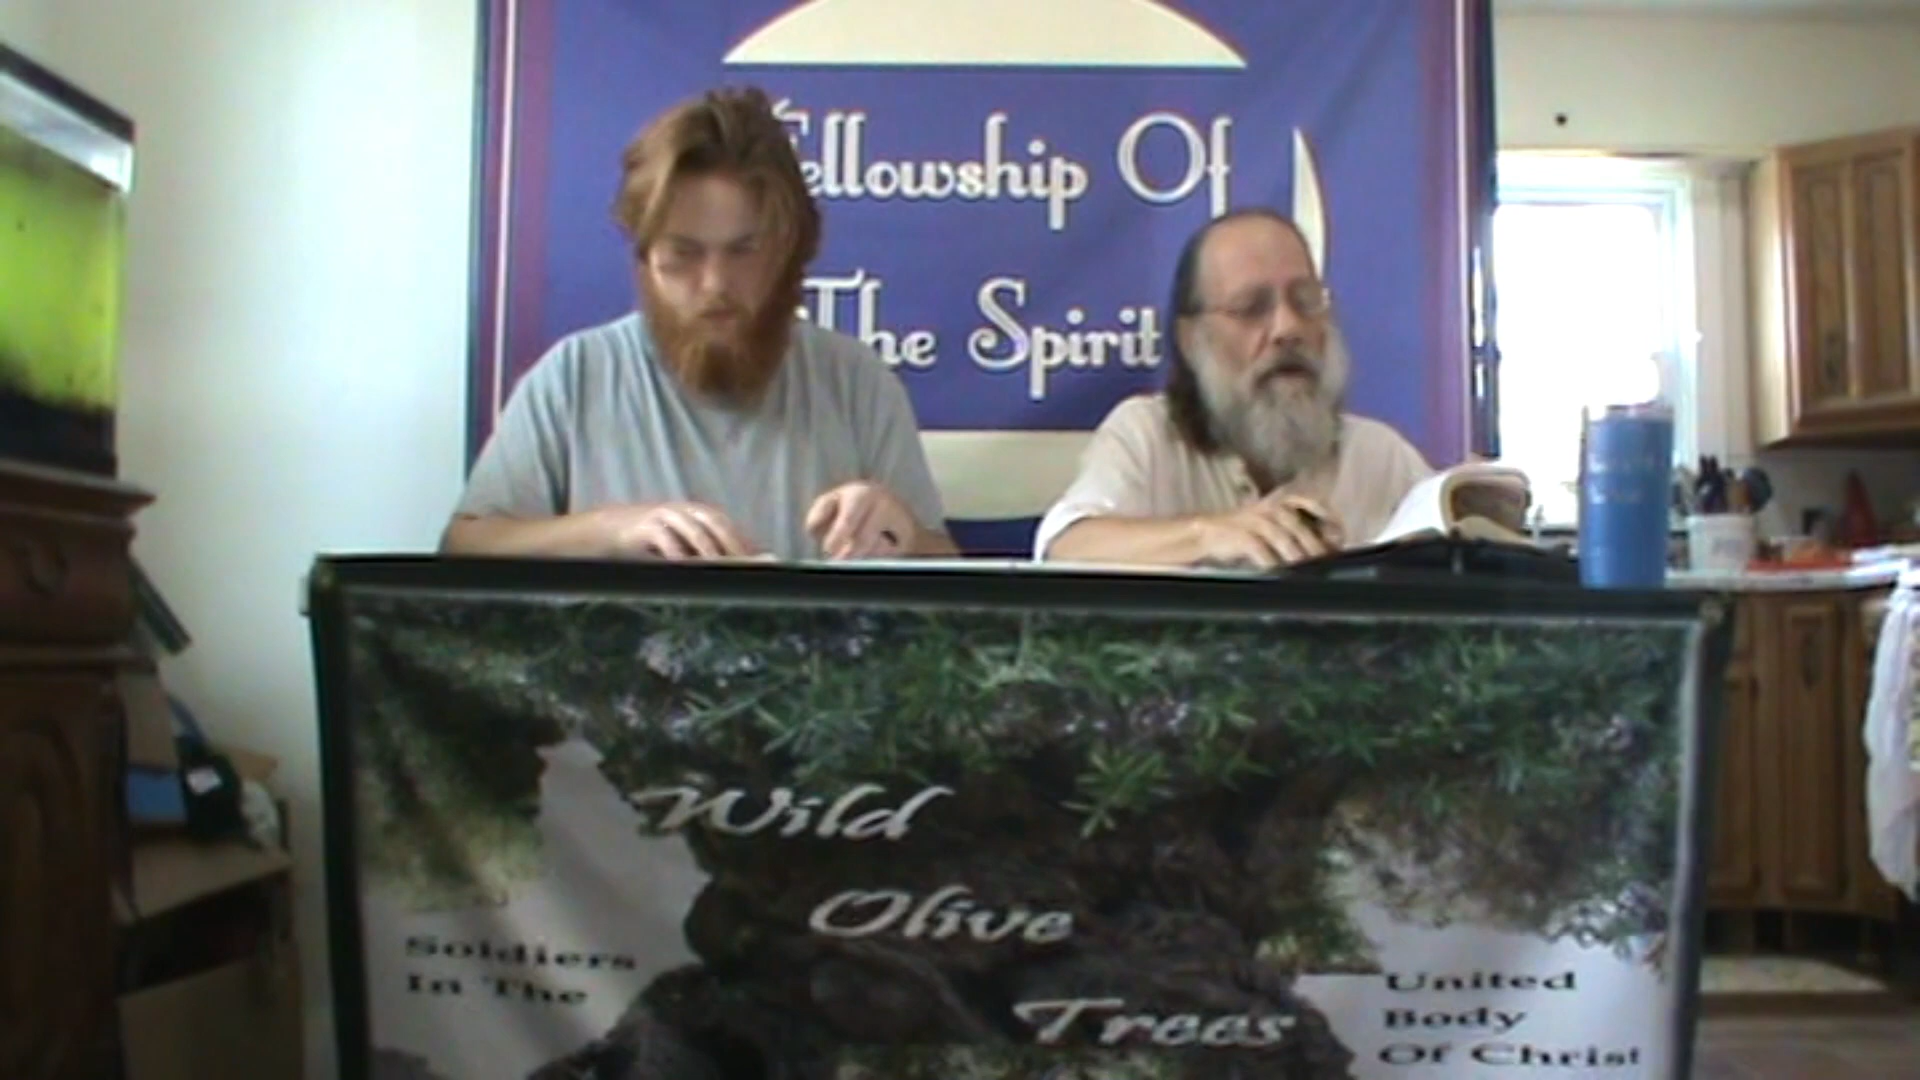 Fellowship Of
The Spirit
Wild
Olive
Trees
Soldiers
In The
United
Body
Of Christ